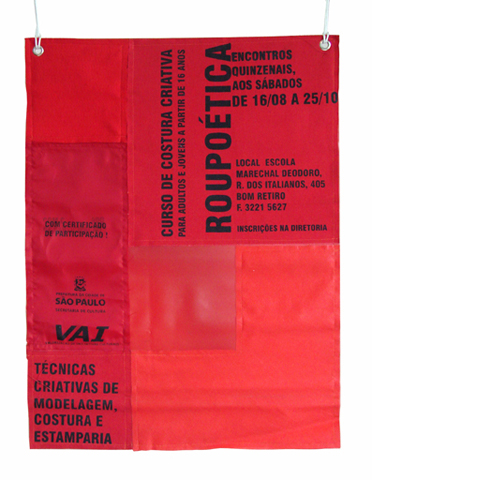 CURSO DE COSTURA CRIATIVA
PARA ADULTOS E JOVENS A PARTIR DE 16 ANOS
ROUPOÉTICA
ENCONTROS
QUINZENAIS,
AOS SÁBADOS
DE 16/08 A 25/10
LOCAL ESCOLA
MARECHAL DEODORO,
R. DOS ITALIANOS, 405
BOM RETIRO
F. 3221 5627
INSCRIÇÕES NA DIRETORIA
COM CERTIFICADO
DE PARTICIPAÇÃO !
SÃO PAULO
VAI
TÉCNICAS
CRIATIVAS DE
MODELAGEM,
COSTURA E
ESTAMPARIA